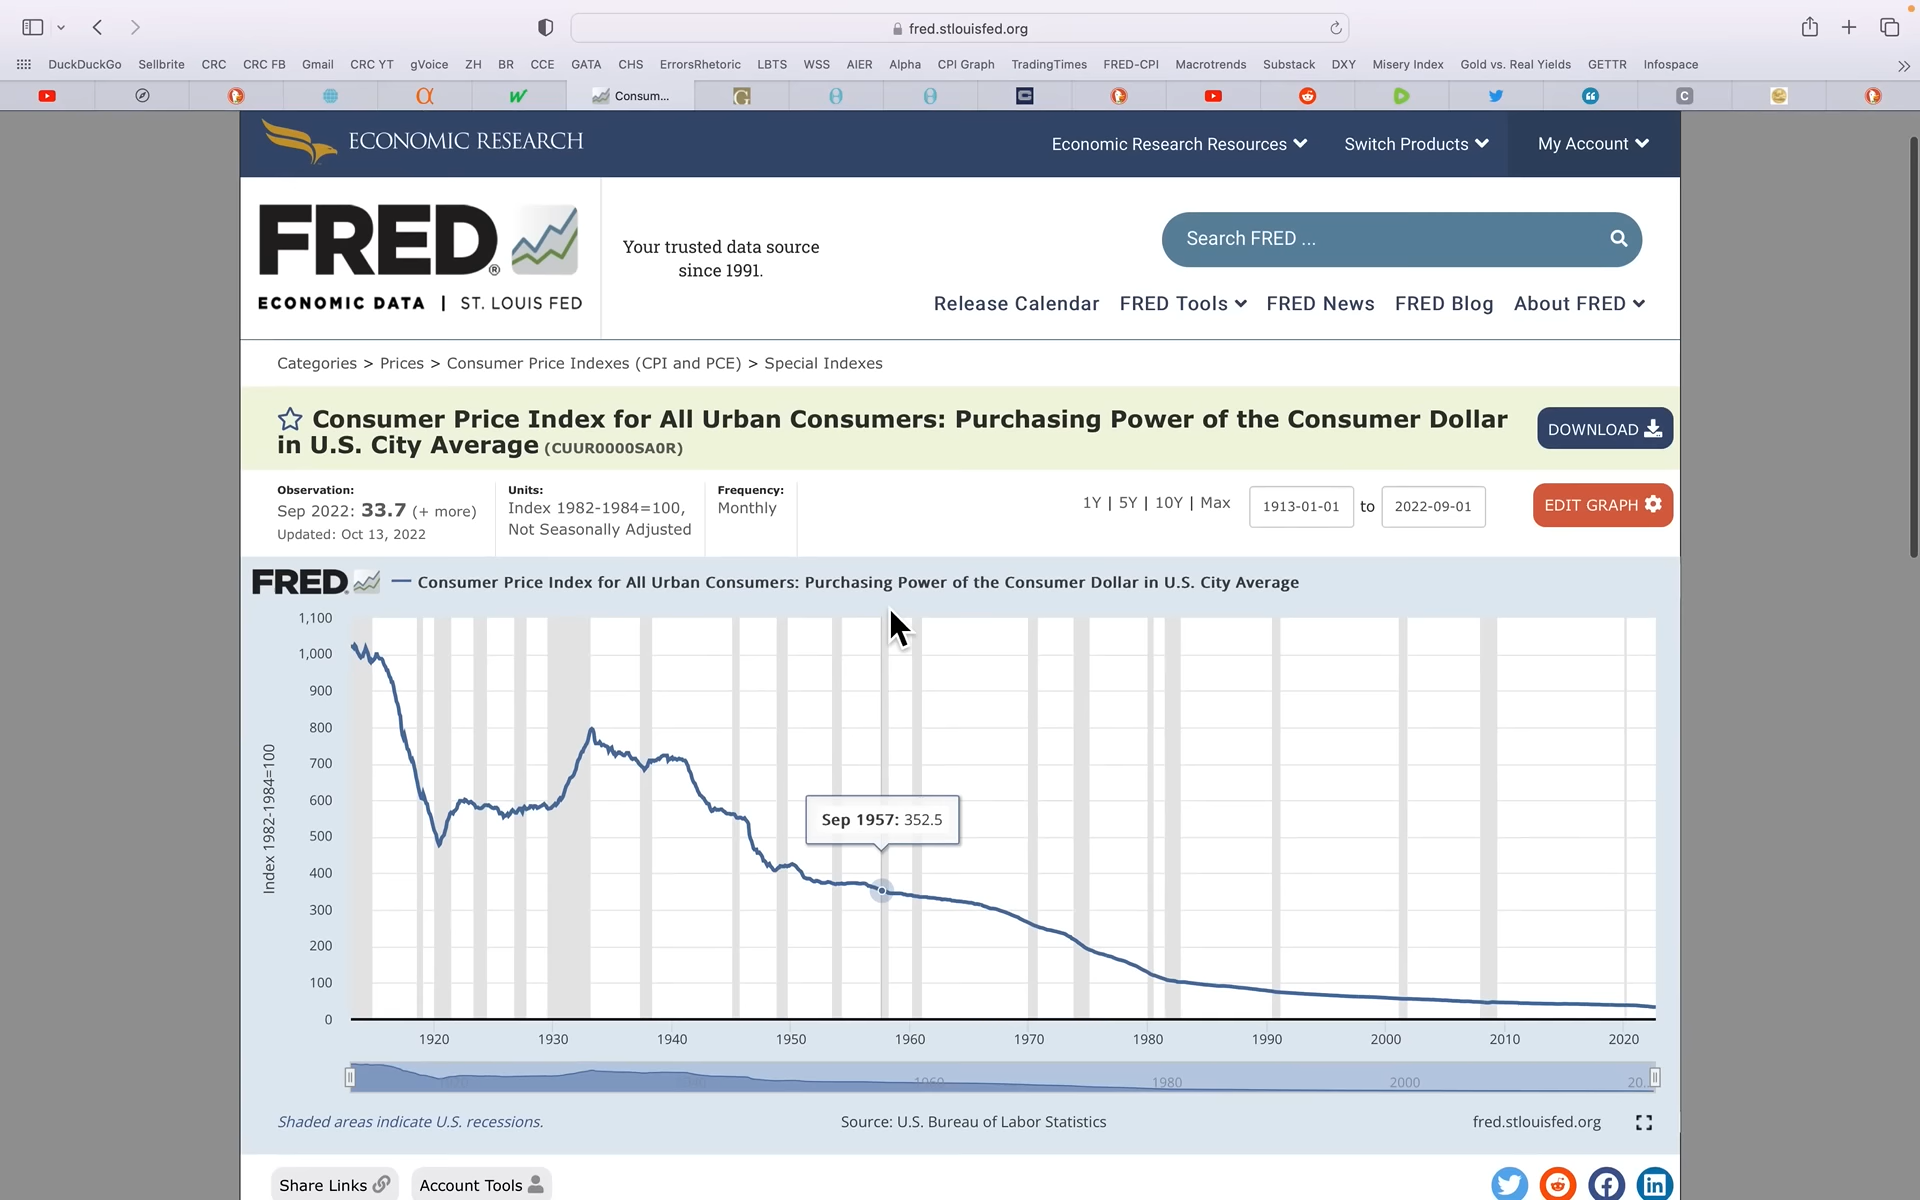 fred.stlouisfed.org
DuckDuckGo Sellbrite CRC CRC FB Gmail CRC YT gVoice ZH BR CCE GATA CHS ErrorsRhetoric LBTS WSS AIER Alpha CPI Graph TradingTimes FRED-CPI Macrotrends Substack DXY Misery Index Gold vs. Real Yields GETTR Infospace
Consum...
ECONOMIC RESEARCH
Economic Research Resources Switch Products My Account
FRED®
ECONOMIC DATA | ST. LOUIS FED
Your trusted data source
since 1991.
Search FRED ...
Release Calendar FRED Tools FRED News FRED Blog About FRED
Categories > Prices > Consumer Price Indexes (CPI and PCE) > Special Indexes
Consumer Price Index for All Urban Consumers: Purchasing Power of the Consumer Dollar
in U.S. City Average (CUUR0000SA0R)
DOWNLOAD
Observation:
Sep 2022: 33.7 (+ more)
Updated: Oct 13, 2022
Units:
Index 1982-1984=100,
Not Seasonally Adjusted
Frequency:
Monthly
1Y | 5Y | 10Y | Max
1913-01-01 to 2022-09-01
EDIT GRAPH
FRED
Consumer Price Index for All Urban Consumers: Purchasing Power of the Consumer Dollar in U.S. City Average
1,100
1,000
900
800
700
600
500
400
300
200
100
0
Index 1982-1984=100
Sep 1957: 352.5
1920 1930 1940 1950 1960 1970 1980 1990 2000 2010 2020
1960 1980 2000 20...
Shaded areas indicate U.S. recessions.
Source: U.S. Bureau of Labor Statistics
fred.stlouisfed.org
Share Links Account Tools